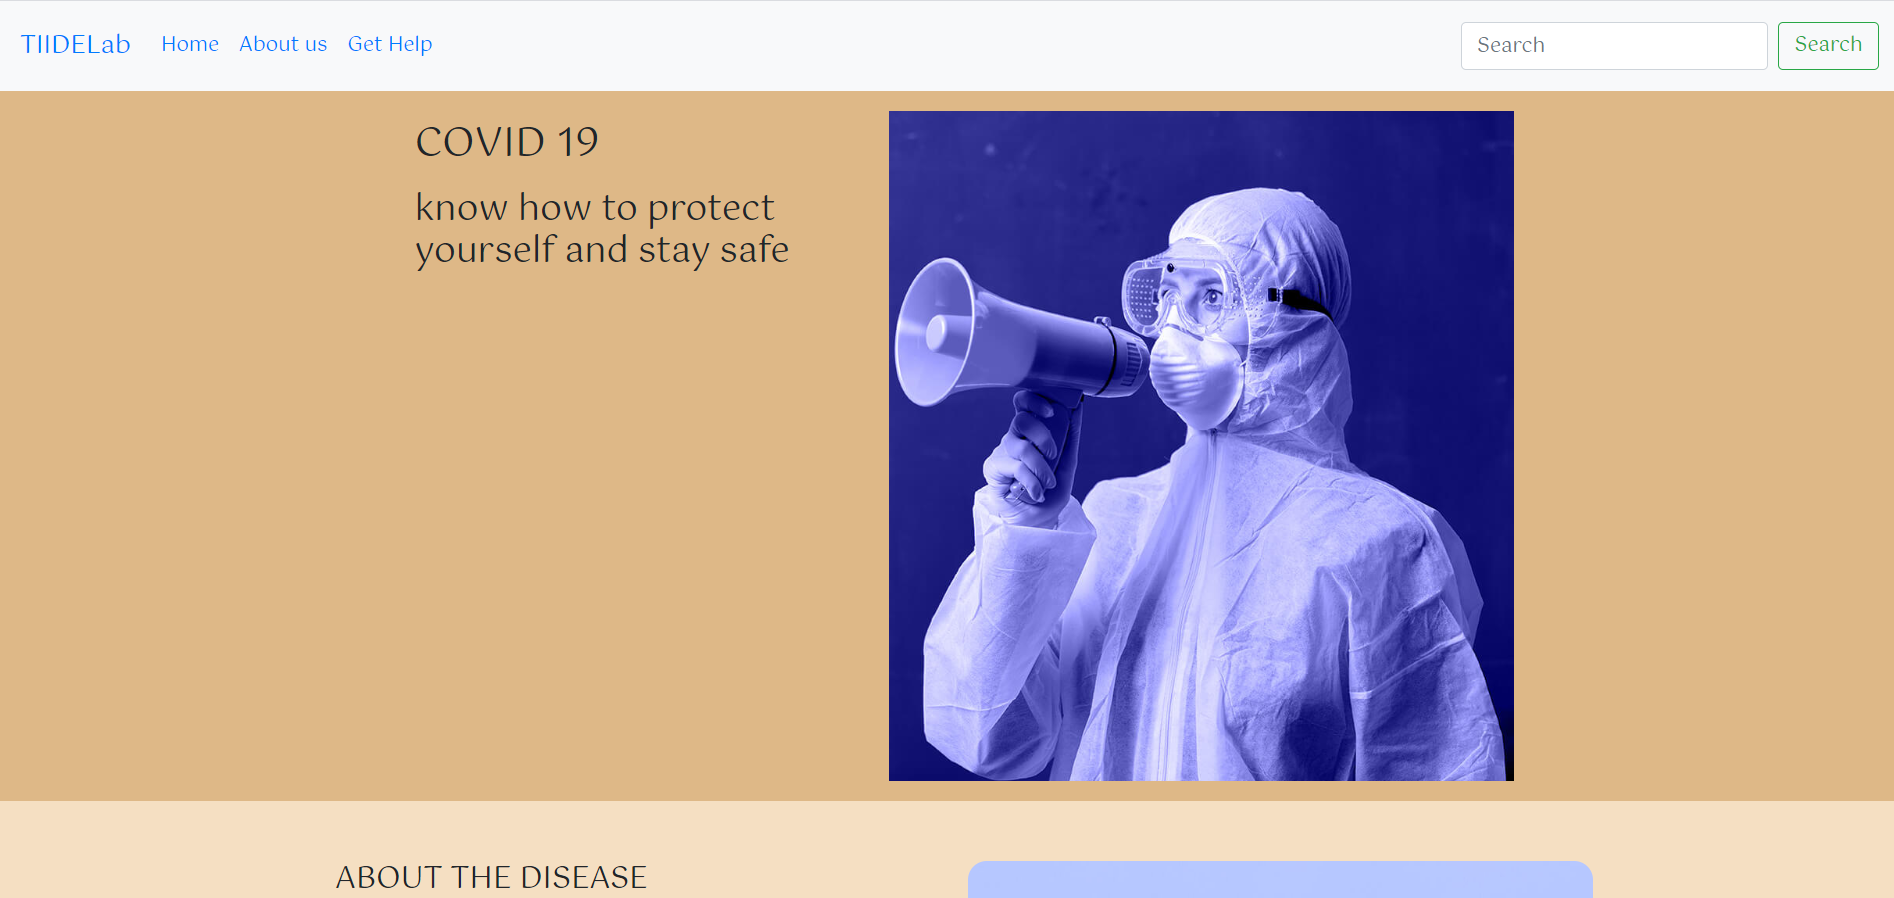 TIIDELab
Home
About us
Get Help
Search
Search
COVID 19
know how to protect
yourself and stay safe
ABOUT THE DISEASE